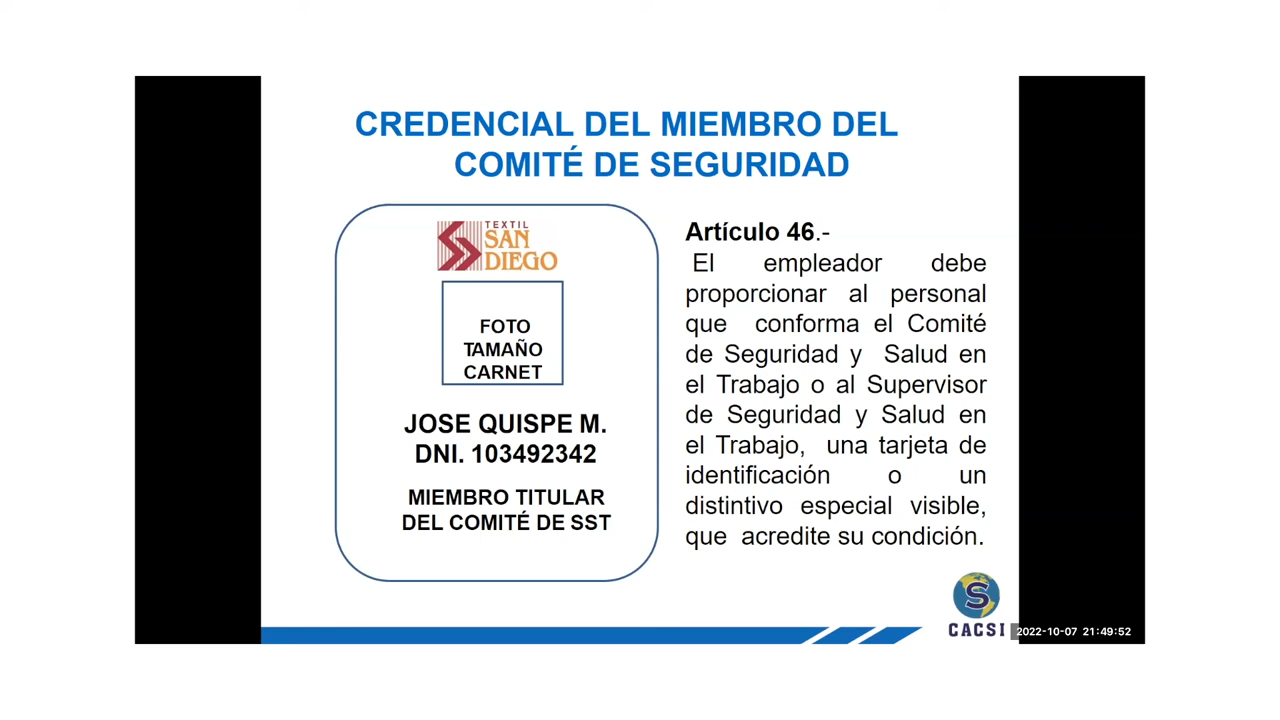 CREDENCIAL DEL MIEMBRO DEL
COMITÉ DE SEGURIDAD
TEXTIL
SAN
DIEGO
FOTO
TAMAÑO
CARNET
JOSE QUISPE M.
DNI. 103492342
MIEMBRO TITULAR
DEL COMITÉ DE SST
Artículo 46.-
El empleador debe
proporcionar al personal
que conforma el Comité
de Seguridad y Salud en
el Trabajo o al Supervisor
de Seguridad y Salud en
el Trabajo, una tarjeta de
identificación o un
distintivo especial visible,
que acredite su condición.
S
CACSI
2022-10-07 21:49:52